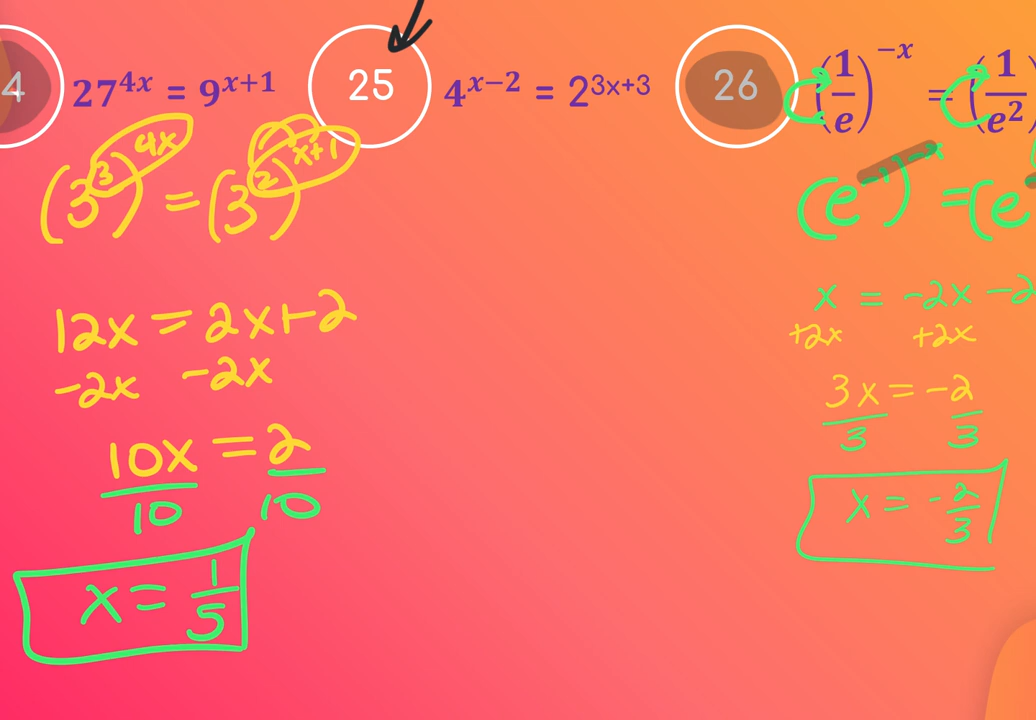 4 27^{4x} = 9^{x+1}
(3^3)^{4x} = (3^2)^{x+1}
12x = 2x+2
-2x -2x
10x = 2
10 10
x = 1/5
25 4^{x−2} = 2^{3x+3}
26 (1/e)^{−x} = (1/e^2)
(e^{-1})^{-x} = (e
x = -2x -2
+2x +2x
3x = -2
3 3
x = -2/3